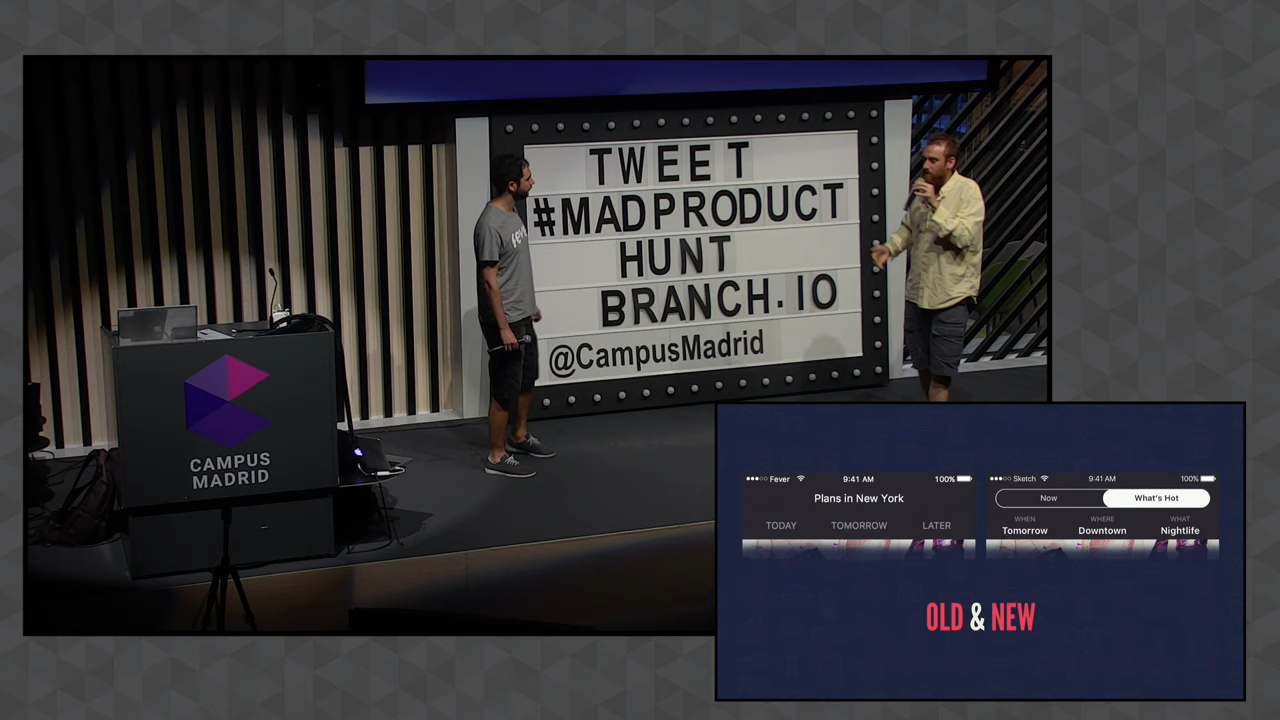 TWEET
#MADPRODUCT
HUNT
BRANCH.IO
@CampusMadrid
CAMPUS
MADRID
Fever 9:41 AM 100%
Plans in New York
TODAY TOMORROW LATER
Sketch 9:41 AM 100%
Now What's Hot
WHEN WHERE WHAT
Tomorrow Downtown Nightlife
OLD & NEW